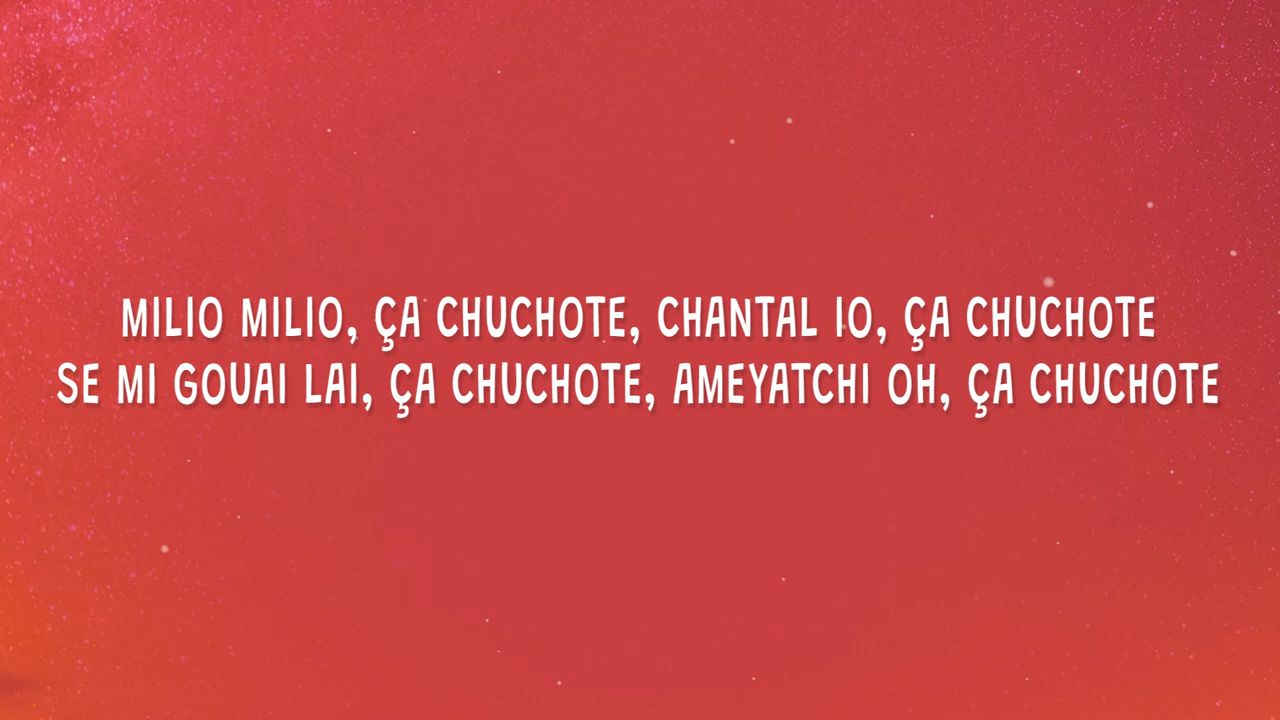 MILIO MILIO, ÇA CHUCHOTE, CHANTAL IO, ÇA CHUCHOTE
SE MI GOUAI LAI, ÇA CHUCHOTE, AMEYATCHI OH, ÇA CHUCHOTE